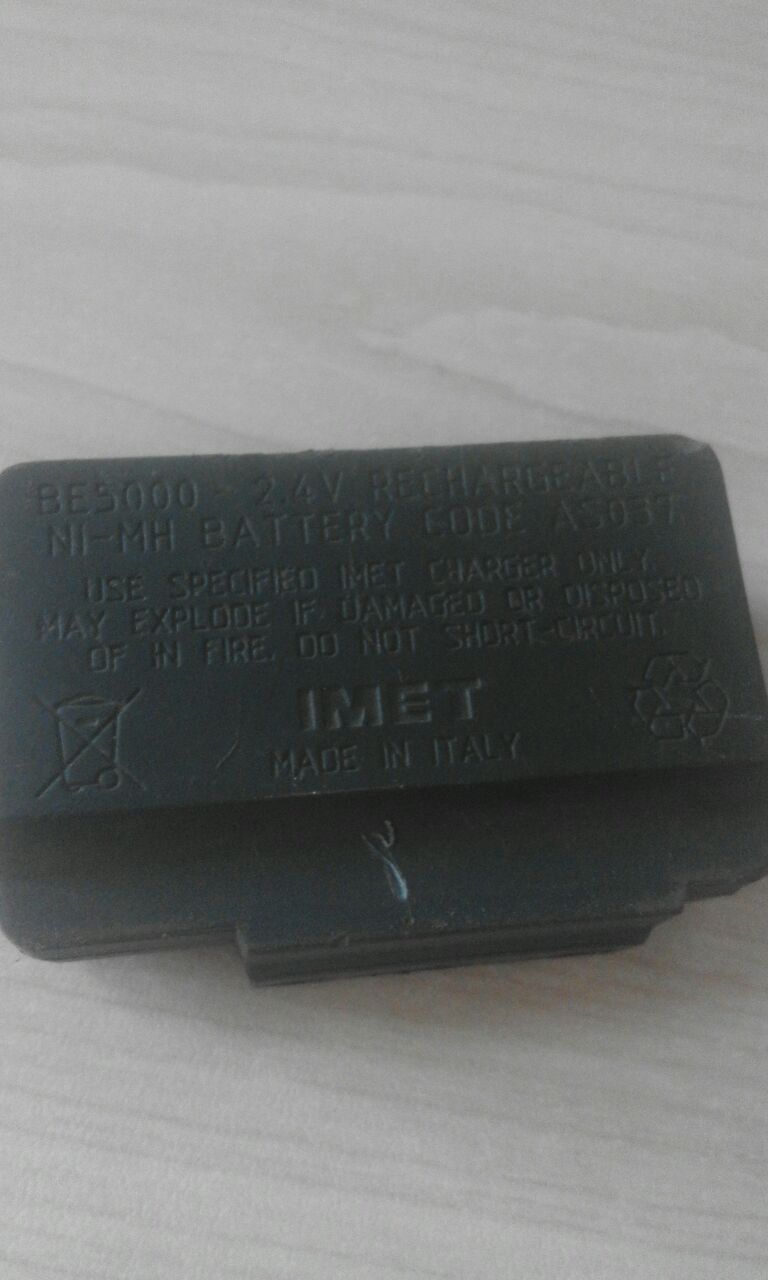 BE5000 - 2.4V RECHARGEABLE
NI-MH BATTERY CODE AS037
USE SPECIFIED IMET CHARGER ONLY.
MAY EXPLODE IF DAMAGED OR DISPOSED
OF IN FIRE. DO NOT SHORT-CIRCUIT.
IMET
MADE IN ITALY